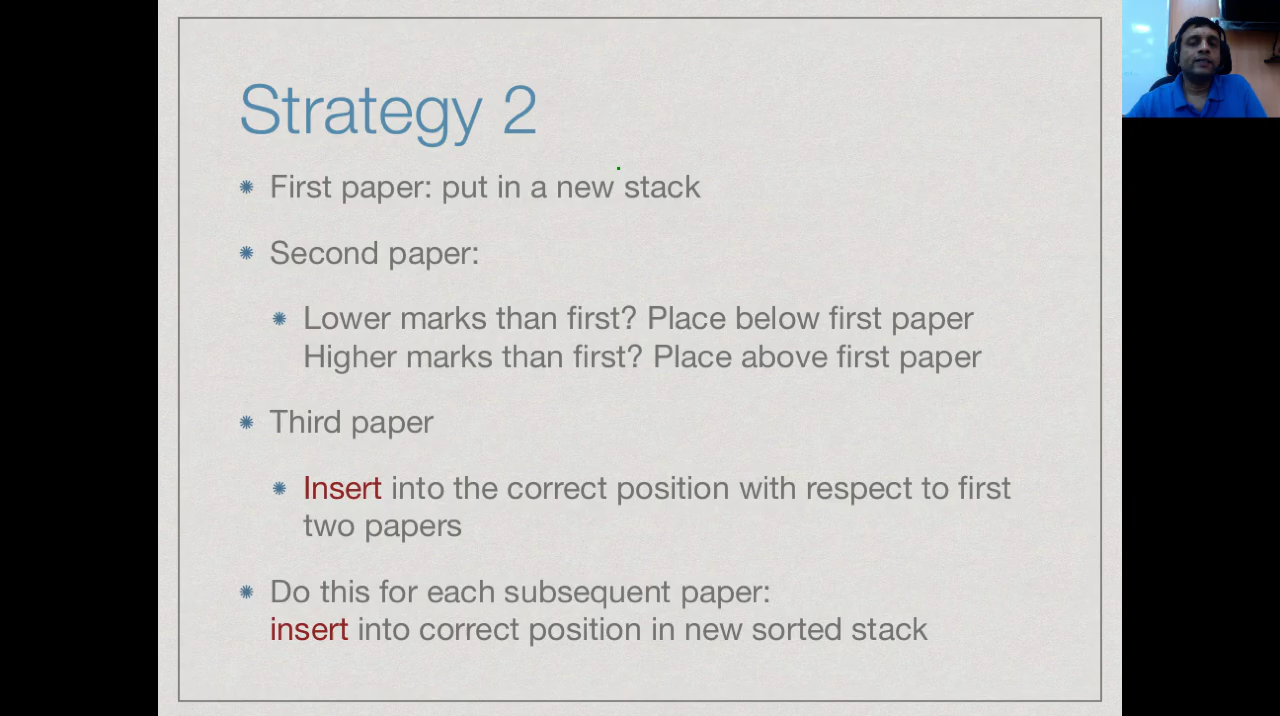 Strategy 2
First paper: put in a new stack
Second paper:
Lower marks than first? Place below first paper
Higher marks than first? Place above first paper
Third paper
Insert into the correct position with respect to first
two papers
Do this for each subsequent paper:
insert into correct position in new sorted stack